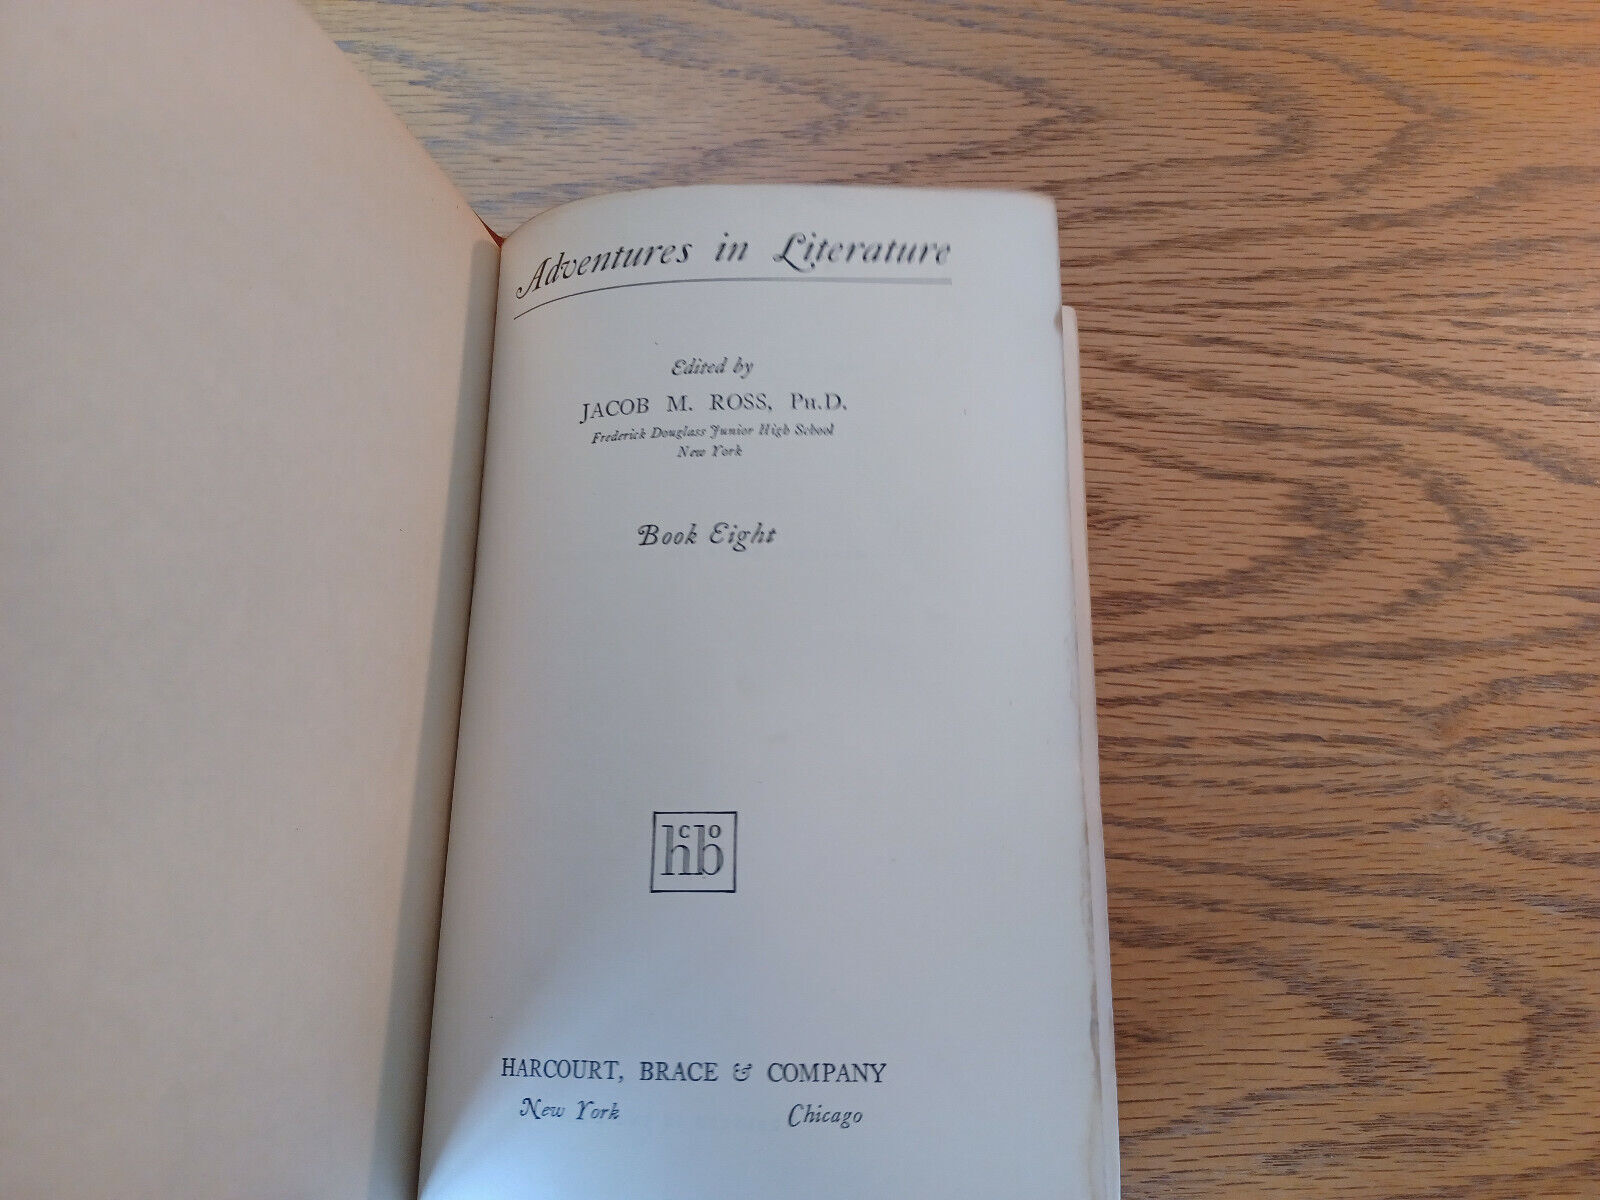 Adventures in Literature
Edited by
JACOB M. ROSS, PH.D.
Frederick Douglass Junior High School
New York
Book Eight
hcbo
HARCOURT, BRACE & COMPANY
New York Chicago